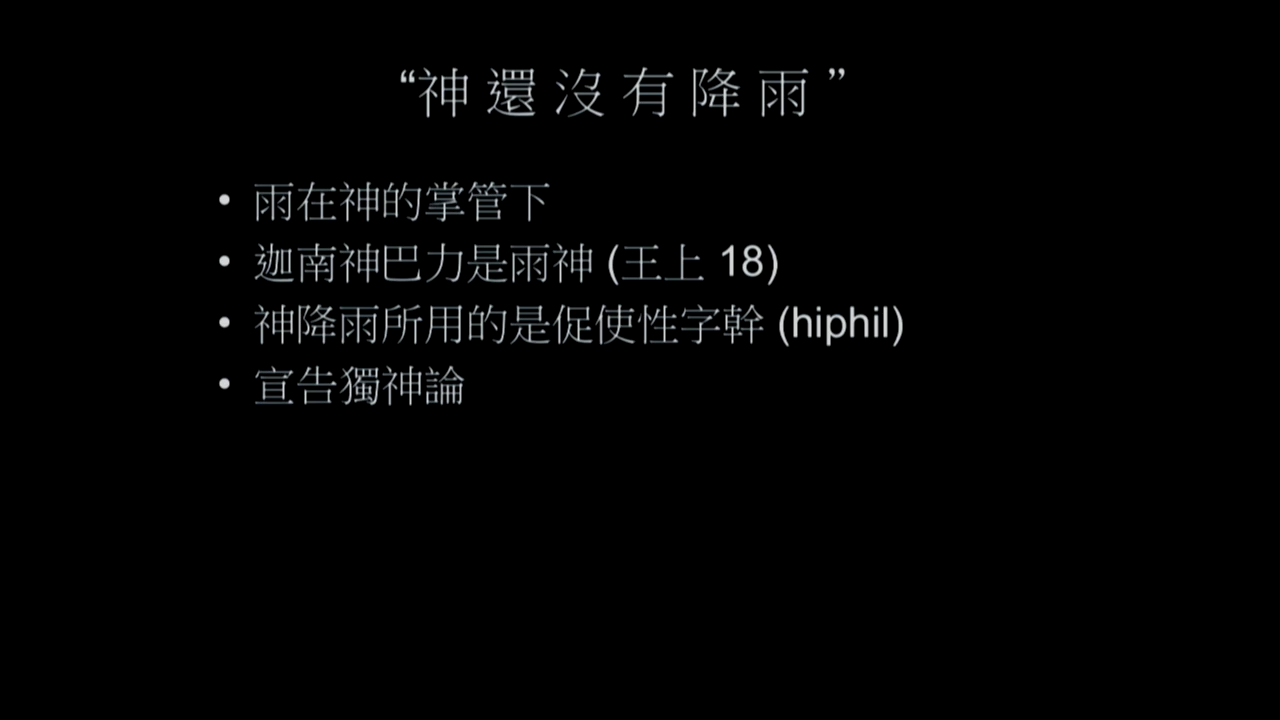 “神還沒有降雨”
• 雨在神的掌管下
• 迦南神巴力是雨神 (王上 18)
• 神降雨所用的是促使性字幹 (hiphil)
• 宣告獨神論